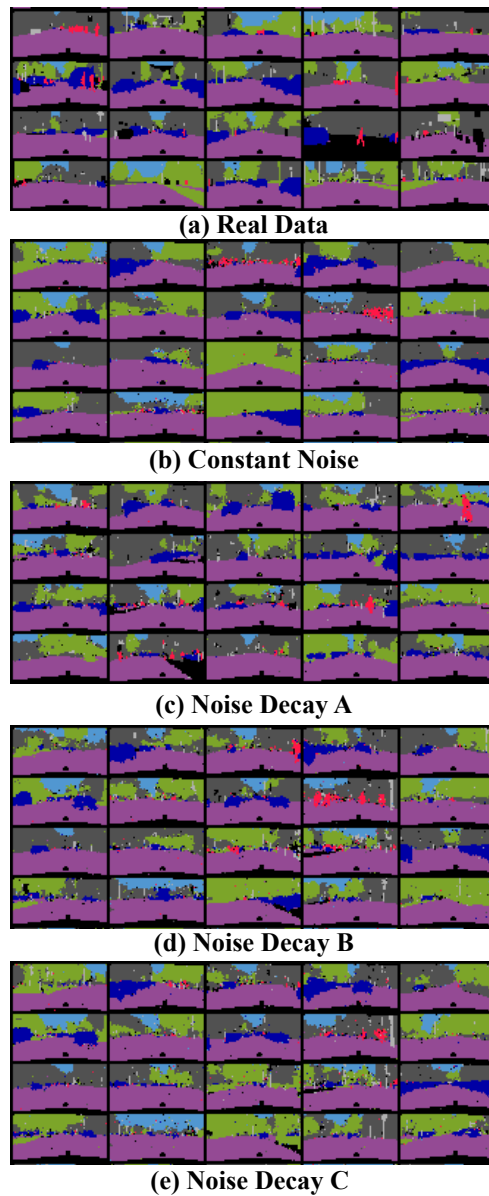 (a) Real Data
(b) Constant Noise
(c) Noise Decay A
(d) Noise Decay B
(e) Noise Decay C